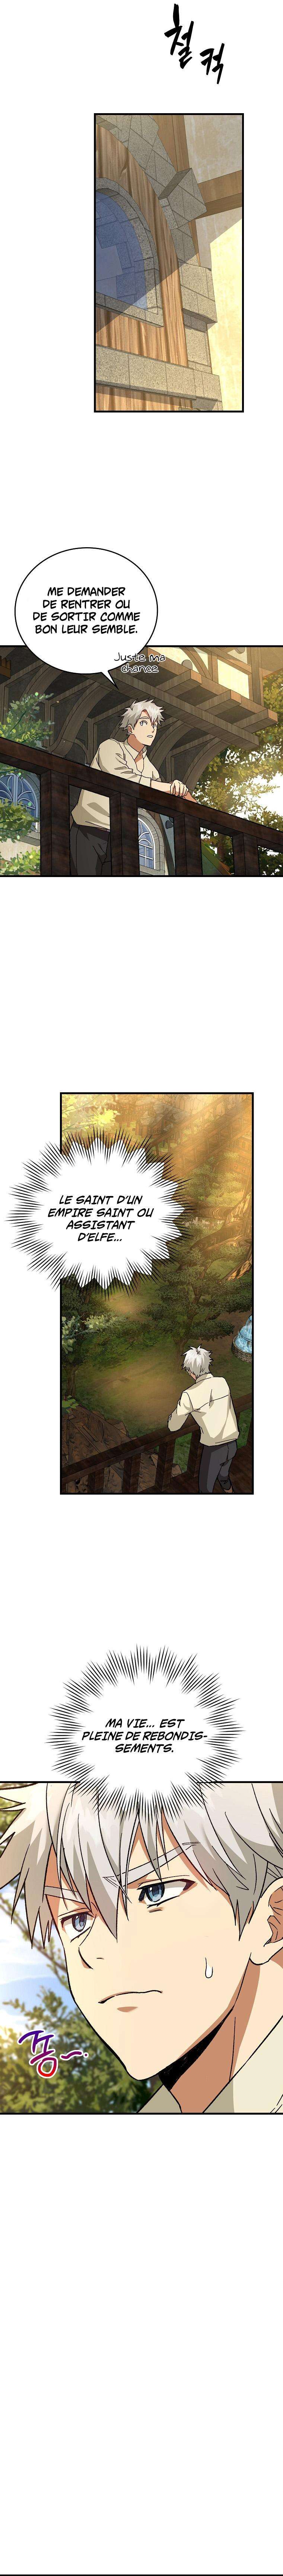 철컥
ME DEMANDER
DE RENTRER OU
DE SORTIR COMME
BON LEUR SEMBLE.
Juste ma
chance
LE SAINT D'UN
EMPIRE SAINT OU
ASSISTANT
D'ELFE...
MA VIE... EST
PLEINE DE REBONDIS-
SEMENTS.
쭘~.